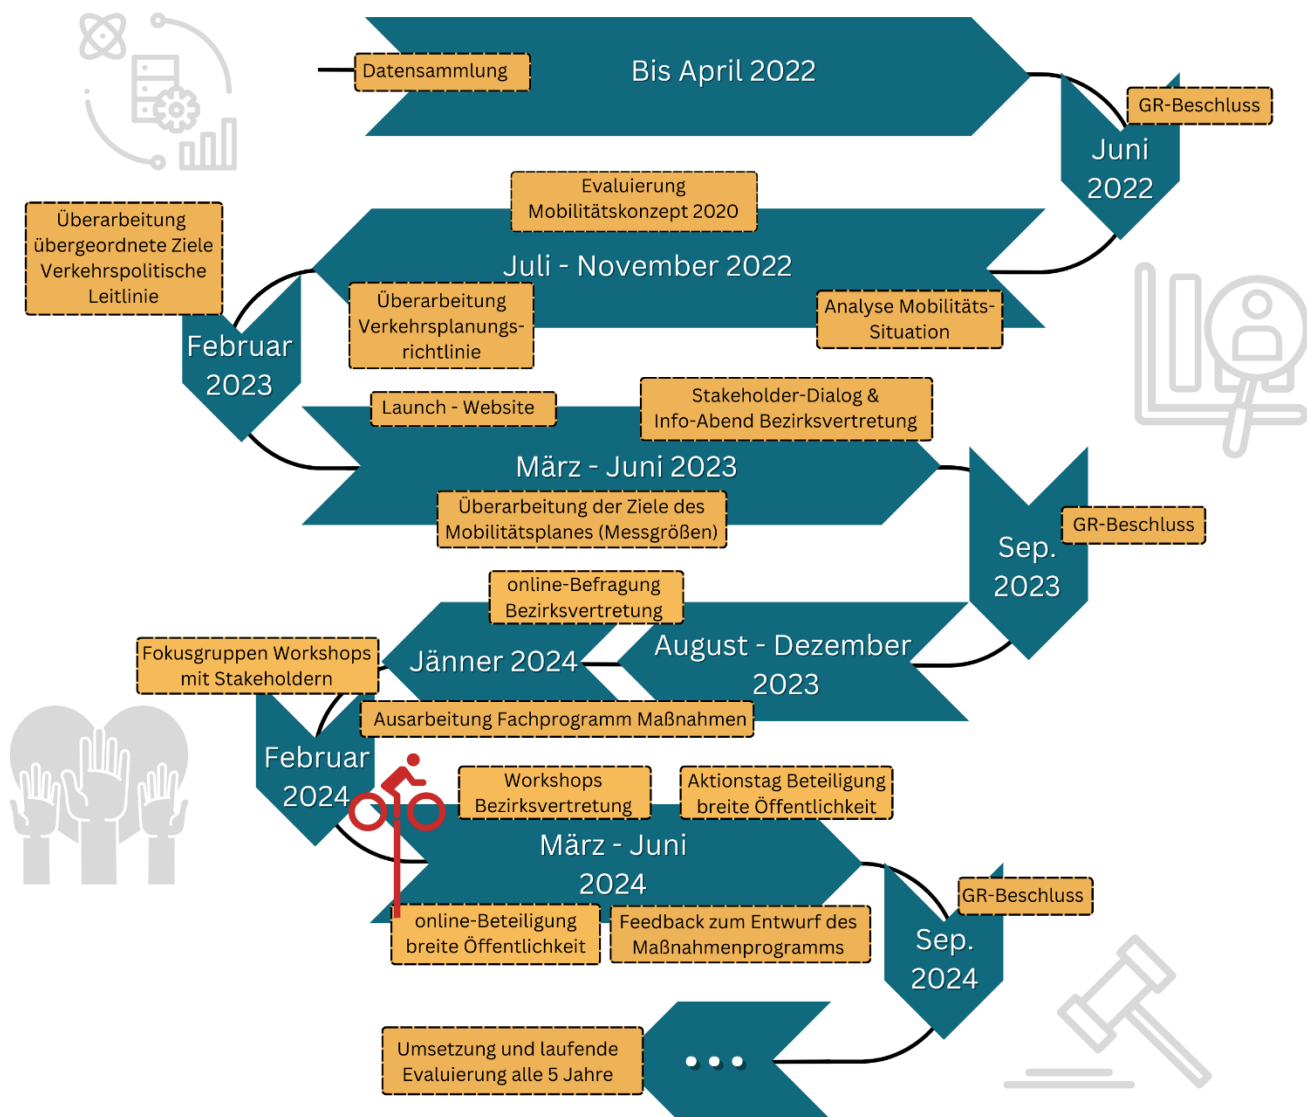 Datensammlung
Bis April 2022
GR-Beschluss
Juni
2022
Evaluierung
Mobilitätskonzept 2020
Juli - November 2022
Analyse Mobilitäts-
Situation
Überarbeitung
Verkehrsplanungs-
richtlinie
Überarbeitung
übergeordnete Ziele
Verkehrspolitische
Leitlinie
Februar
2023
Launch - Website
Stakeholder-Dialog &
Info-Abend Bezirksvertretung
März - Juni 2023
Überarbeitung der Ziele des
Mobilitätsplanes (Messgrößen)
GR-Beschluss
Sep.
2023
August - Dezember
2023
online-Befragung
Bezirksvertretung
Jänner 2024
Ausarbeitung Fachprogramm Maßnahmen
Fokusgruppen Workshops
mit Stakeholdern
Februar
2024
Workshops
Bezirksvertretung
Aktionstag Beteiligung
breite Öffentlichkeit
März - Juni
2024
online-Beteiligung
breite Öffentlichkeit
Feedback zum Entwurf des
Maßnahmenprogramms
GR-Beschluss
Sep.
2024
...
Umsetzung und laufende
Evaluierung alle 5 Jahre